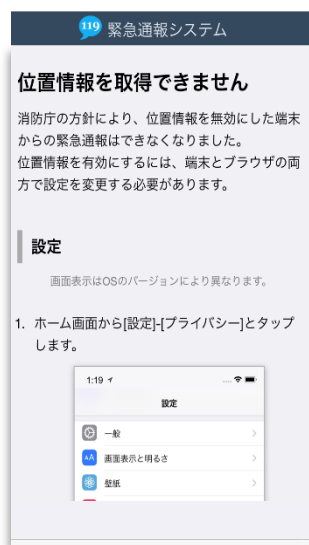 119 緊急通報システム
位置情報を取得できません
消防庁の方針により、位置情報を無効にした端末
からの緊急通報はできなくなりました。
位置情報を有効にするには、端末とブラウザの両
方で設定を変更する必要があります。
設定
画面表示はOSのバージョンにより異なります。
1. ホーム画面から[設定]-[プライバシー]とタップ
します。
1:19
設定
一般
AA 画面表示と明るさ
壁紙